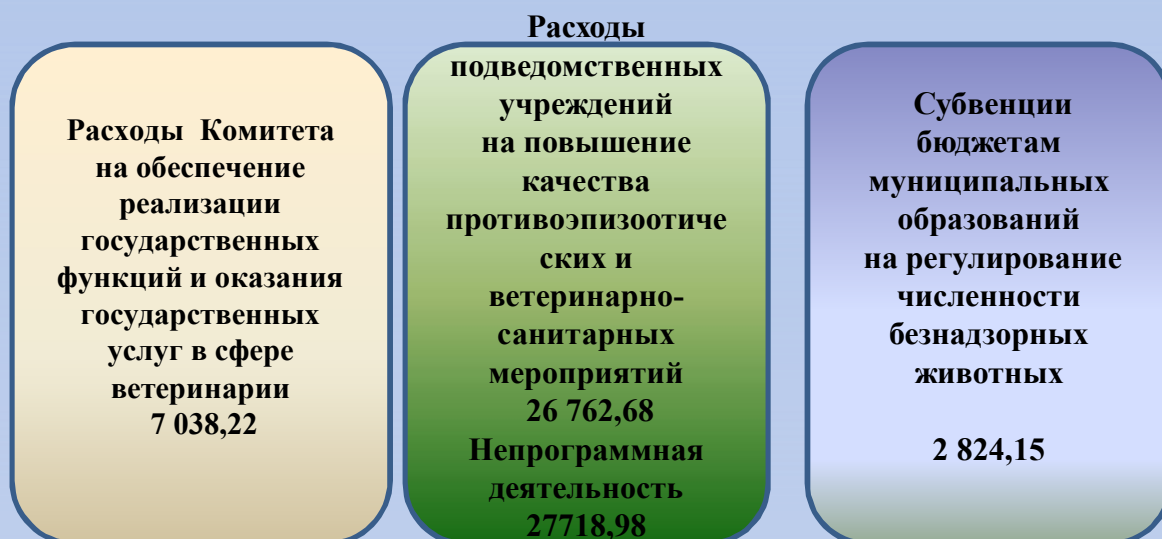 Расходы Комитета
на обеспечение
реализации
государственных
функций и оказания
государственных
услуг в сфере
ветеринарии
7 038,22
Расходы
подведомственных
учреждений
на повышение
качества
противоэпизоотиче
ских и
ветеринарно-
санитарных
мероприятий
26 762,68
Непрограммная
деятельность
27718,98
Субвенции
бюджетам
муниципальных
образований
на регулирование
численности
безнадзорных
животных
2 824,15